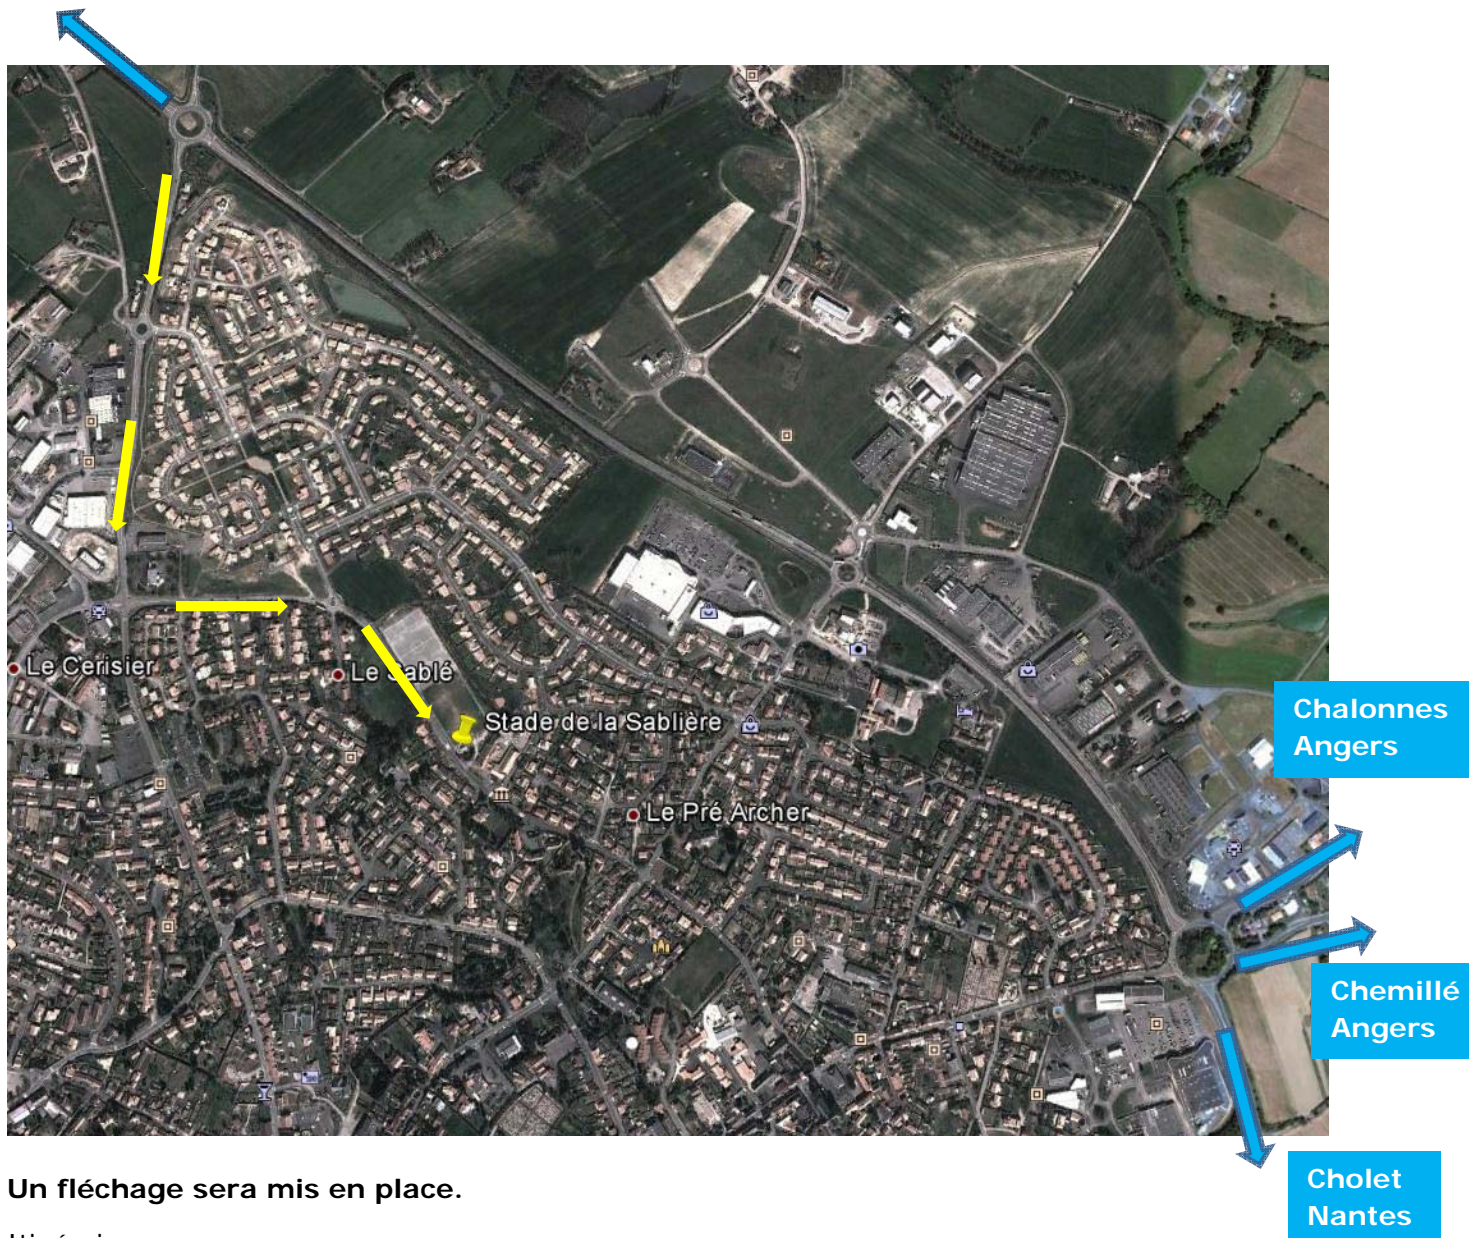 Le Cerisier
Le Sablé
Stade de la Sablière
Le Pré Archer
Chalonnes
Angers
Chemillé
Angers
Cholet
Nantes
Un fléchage sera mis en place.